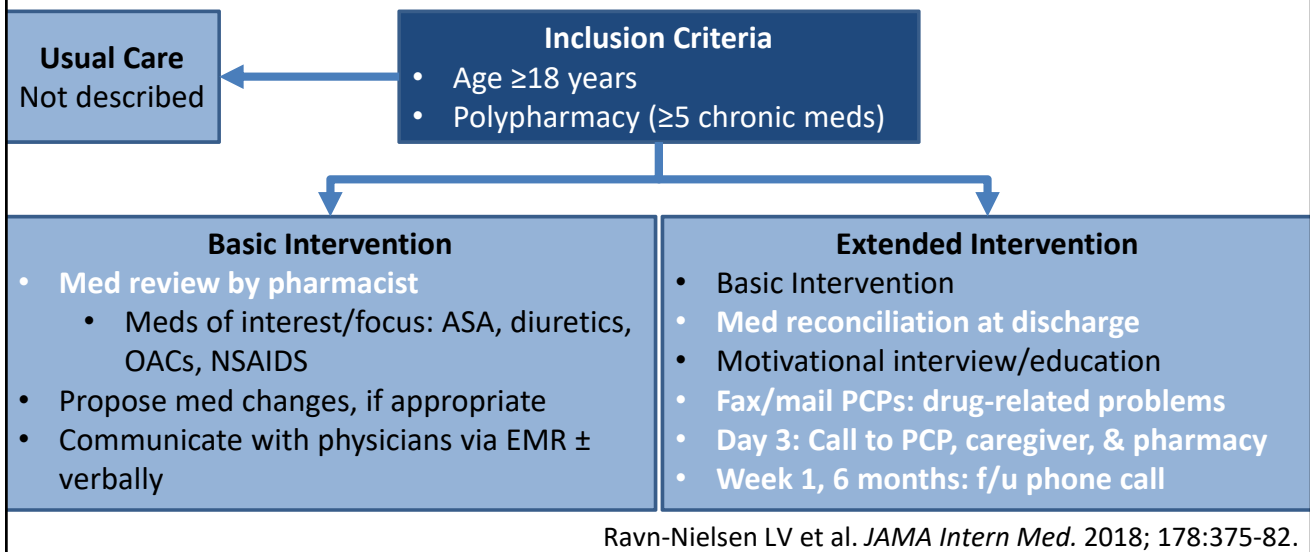 Usual Care
Not described
Inclusion Criteria
• Age ≥18 years
• Polypharmacy (≥5 chronic meds)
Basic Intervention
• Med review by pharmacist
• Meds of interest/focus: ASA, diuretics,
OACs, NSAIDS
• Propose med changes, if appropriate
• Communicate with physicians via EMR ±
verbally
Extended Intervention
• Basic Intervention
• Med reconciliation at discharge
• Motivational interview/education
• Fax/mail PCPs: drug-related problems
• Day 3: Call to PCP, caregiver, & pharmacy
• Week 1, 6 months: f/u phone call
Ravn-Nielsen LV et al. JAMA Intern Med. 2018; 178:375-82.